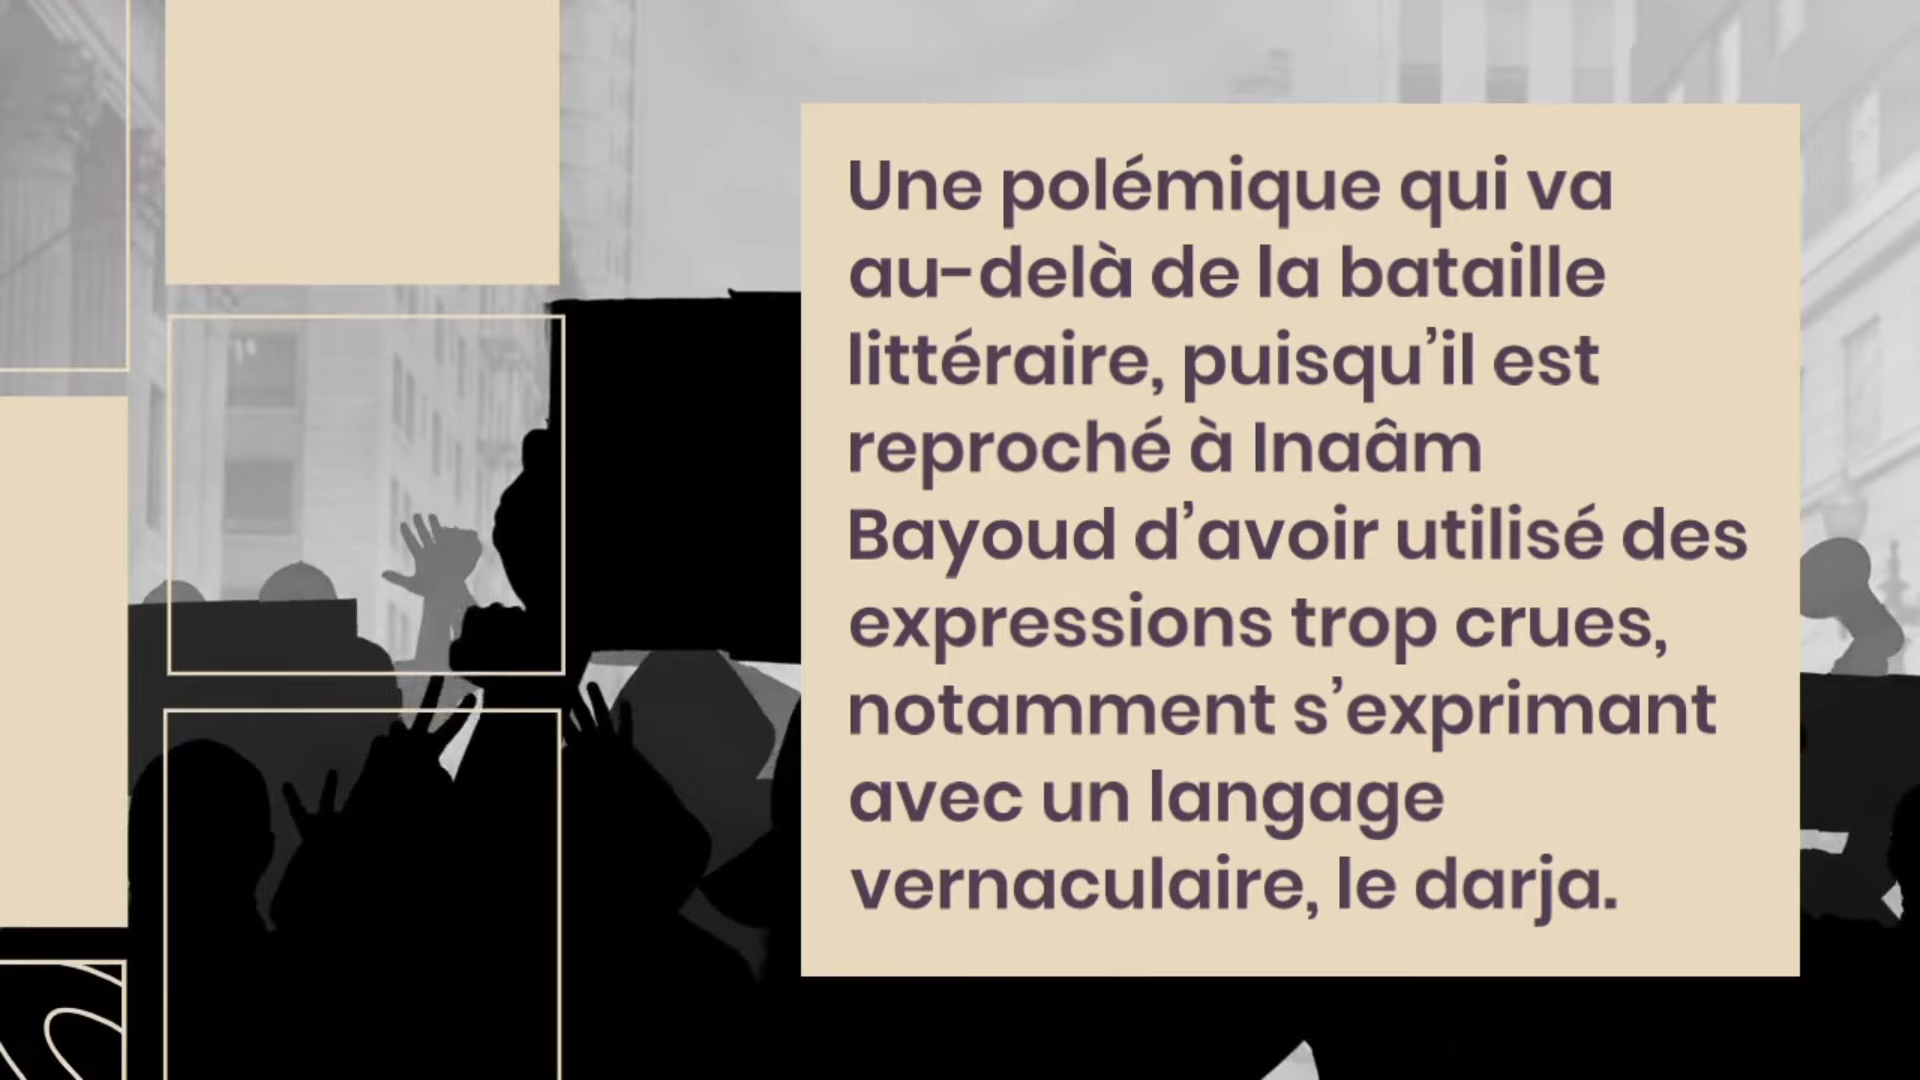 Une polémique qui va
au-delà de la bataille
littéraire, puisqu’il est
reproché à Inaâm
Bayoud d’avoir utilisé des
expressions trop crues,
notamment s’exprimant
avec un langage
vernaculaire, le darja.